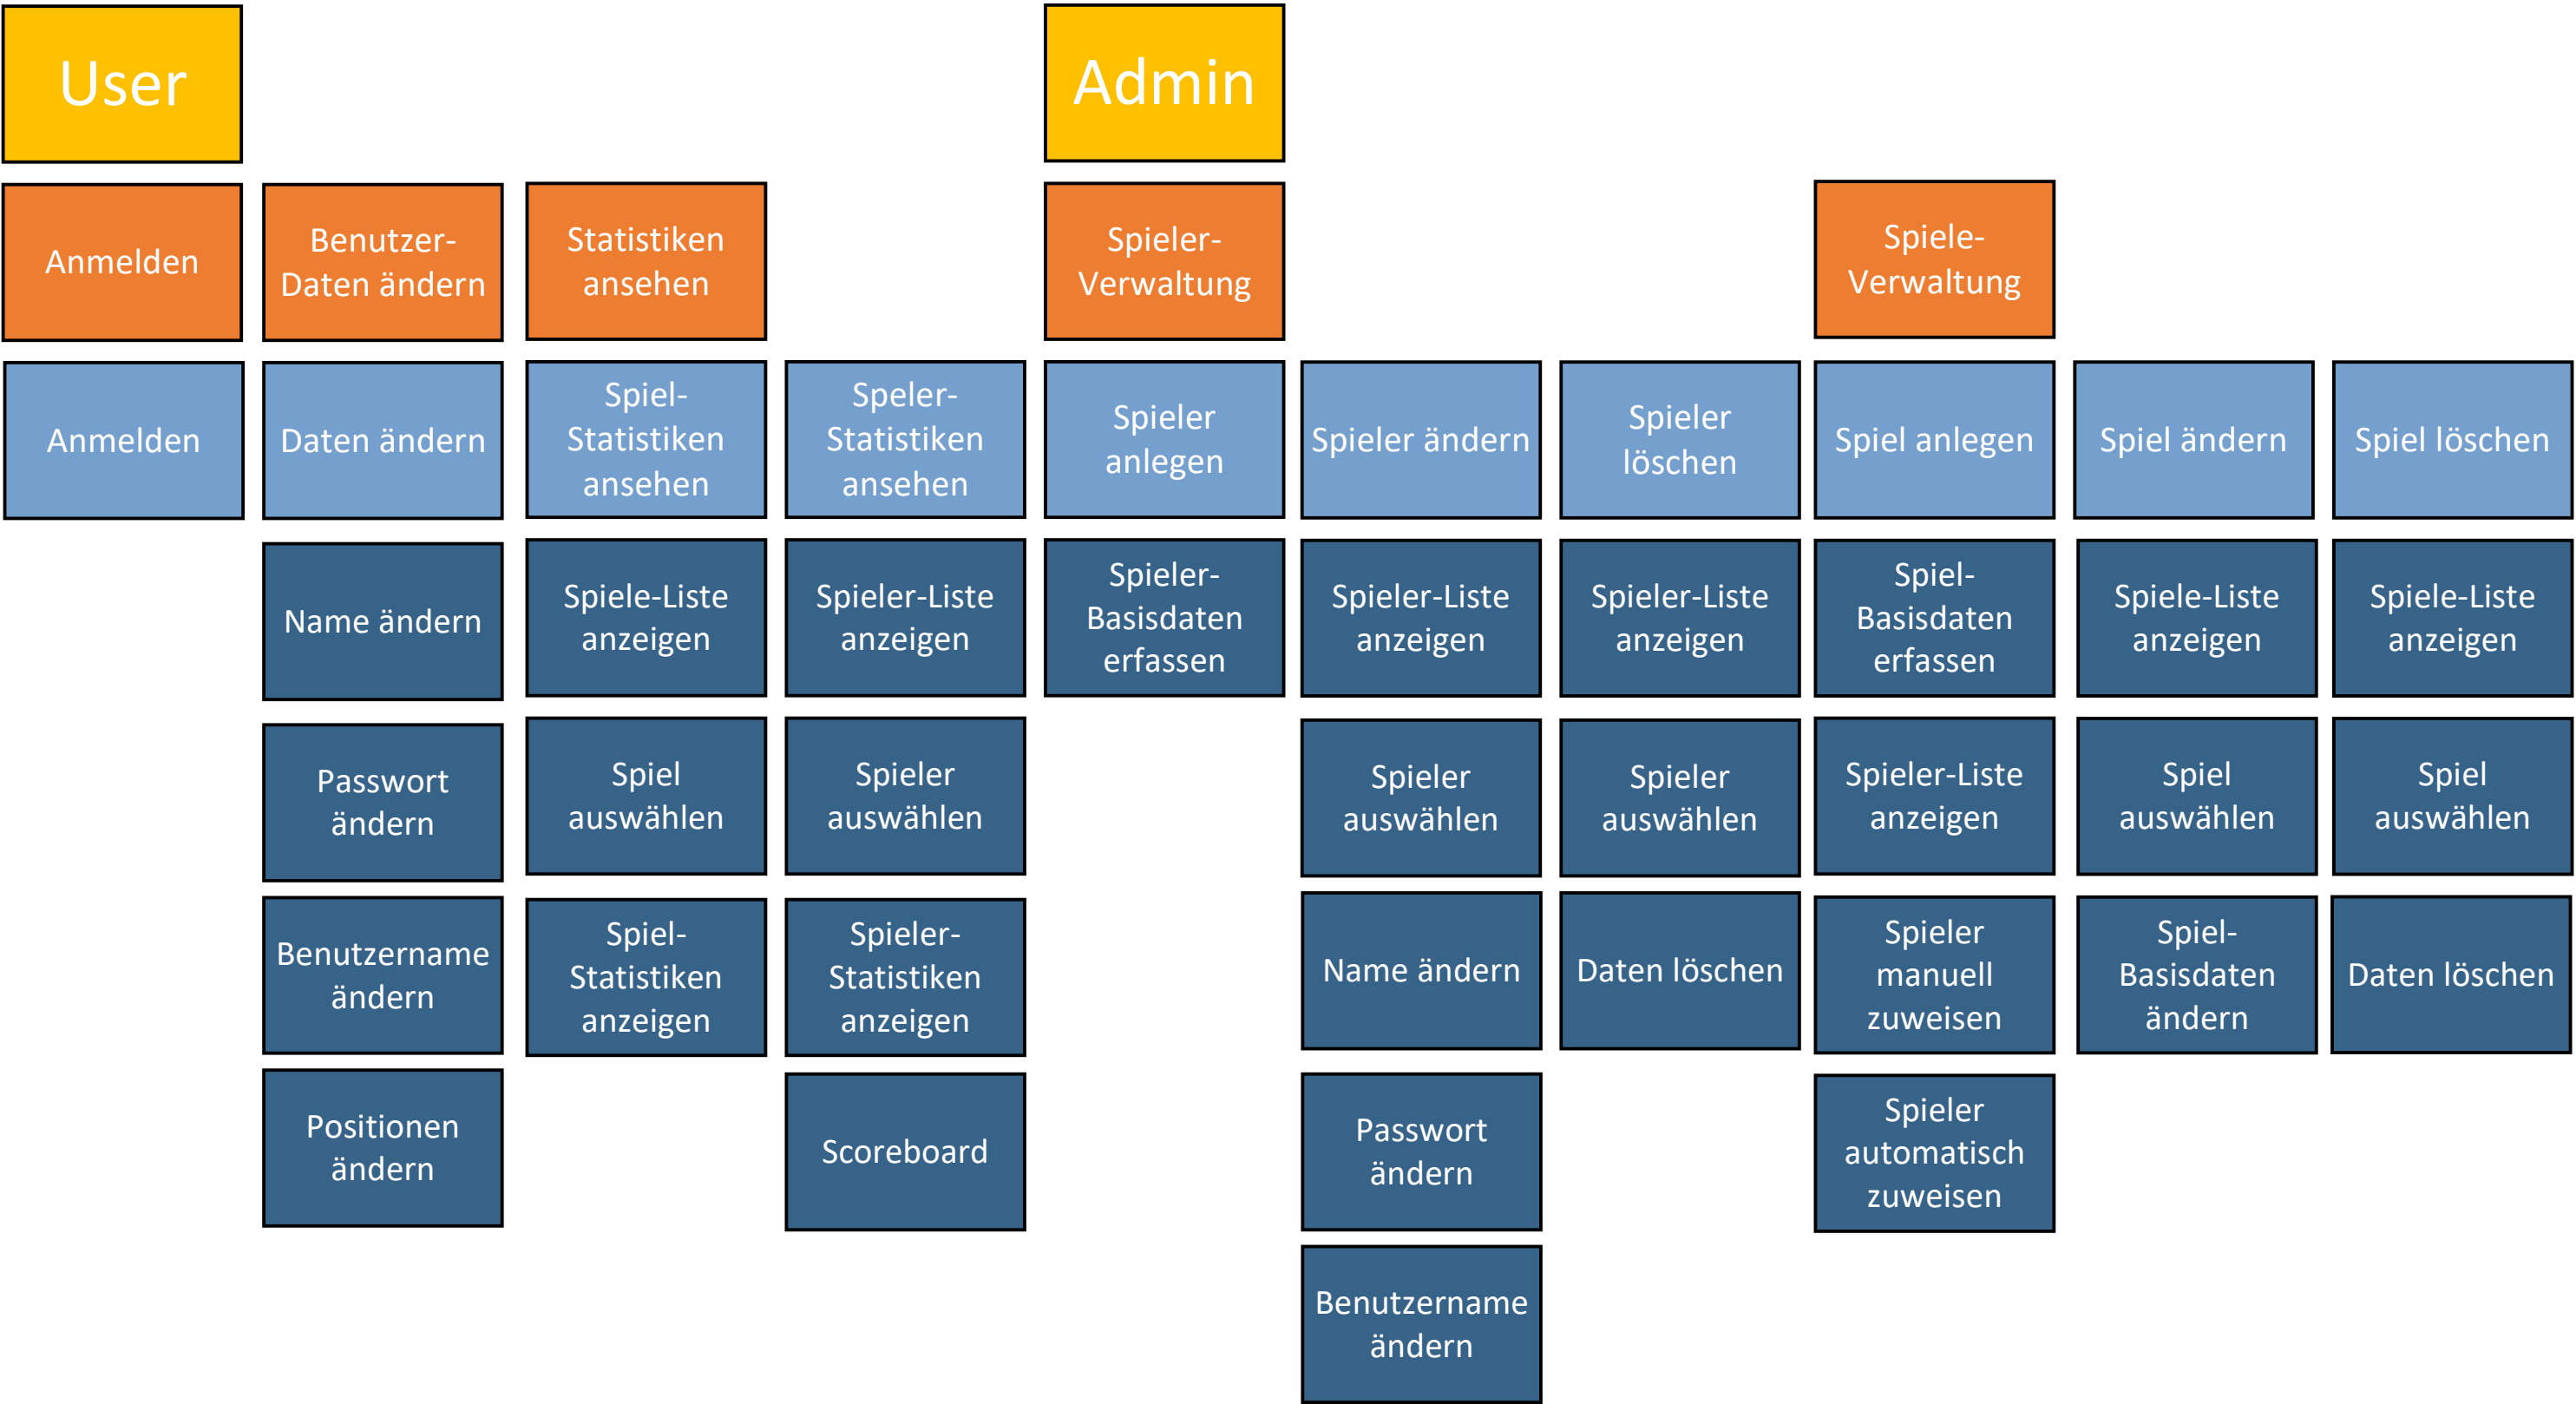 User
Admin
Anmelden
Benutzer-
Daten ändern
Statistiken
ansehen
Spieler-
Verwaltung
Spiele-
Verwaltung
Anmelden
Daten ändern
Spiel-
Statistiken
ansehen
Speler-
Statistiken
ansehen
Spieler
anlegen
Spieler ändern
Spieler
löschen
Spiel anlegen
Spiel ändern
Spiel löschen
Name ändern
Spiele-Liste
anzeigen
Spieler-Liste
anzeigen
Spieler-
Basisdaten
erfassen
Spieler-Liste
anzeigen
Spieler-Liste
anzeigen
Spiel-
Basisdaten
erfassen
Spiele-Liste
anzeigen
Spiele-Liste
anzeigen
Passwort
ändern
Spiel
auswählen
Spieler
auswählen
Spieler
auswählen
Spieler
auswählen
Spieler-Liste
anzeigen
Spiel
auswählen
Spiel
auswählen
Benutzername
ändern
Spiel-
Statistiken
anzeigen
Spieler-
Statistiken
anzeigen
Name ändern
Daten löschen
Spieler
manuell
zuweisen
Spiel-
Basisdaten
ändern
Daten löschen
Positionen
ändern
Scoreboard
Passwort
ändern
Spieler
automatisch
zuweisen
Benutzername
ändern